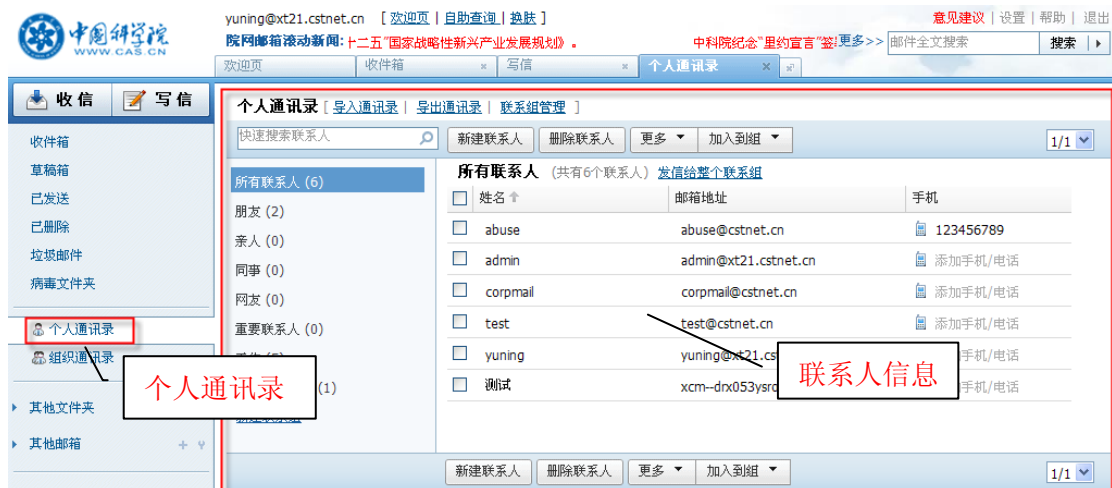 中国科学院
WWW.CAS.CN
yuning@xt21.cstnet.cn [ 欢迎页 | 自助查询 | 换肤 ]
意见建议 | 设置 | 帮助 | 退出
院网邮箱滚动新闻: 十二五"国家战略性新兴产业发展规划》。 中科院纪念"里约宣言"签 更多>>
邮件全文搜索 搜索
欢迎页 收件箱 × 写信 × 个人通讯录 ×
收信 写信
收件箱
草稿箱
已发送
已删除
垃圾邮件
病毒文件夹
个人通讯录
组织通讯录
其他文件夹
其他邮箱
个人通讯录
个人通讯录 [ 导入通讯录 | 导出通讯录 | 联系组管理 ]
快速搜索联系人
新建联系人 删除联系人 更多 加入到组 1/1
所有联系人 (6)
朋友 (2)
亲人 (0)
同事 (0)
网友 (0)
重要联系人 (0)
(1)
所有联系人 (共有6个联系人) 发信给整个联系组
姓名 邮箱地址 手机
abuse abuse@cstnet.cn 123456789
admin admin@xt21.cstnet.cn 添加手机/电话
corpmail corpmail@cstnet.cn 添加手机/电话
test test@cstnet.cn 添加手机/电话
yuning yuning@xt21.cs 加手机/电话
测试 xcm--drx053ysro 手机/电话
联系人信息
新建联系人 删除联系人 更多 加入到组 1/1